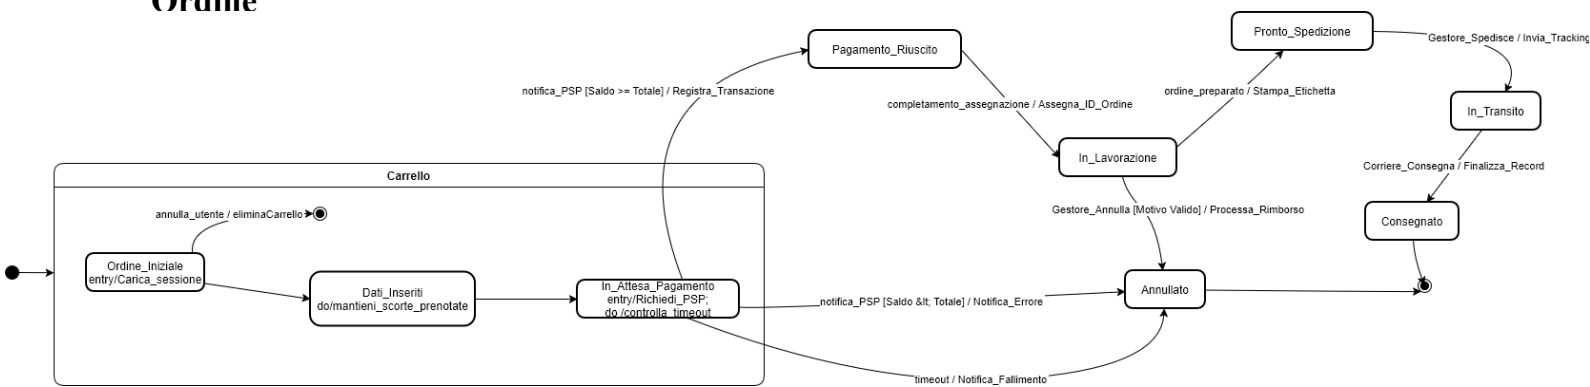 Ordine
Pronto_Spedizione
Gestore_Spedisce / Invia_Tracking
Pagamento_Riuscito
notifica_PSP [Saldo >= Totale] / Registra_Transazione
ordine_preparato / Stampa_Etichetta
completamento_assegnazione / Assegna_ID_Ordine
In_Transito
In_Lavorazione
Corriere_Consegna / Finalizza_Record
Carrello
annulla_utente / eliminaCarrello
Gestore_Annulla [Motivo Valido] / Processa_Rimborso
Consegnato
Ordine_Iniziale
entry/Carica_sessione
Dati_Inseriti
do/mantieni_scorte_prenotate
In_Attesa_Pagamento
entry/Richiedi_PSP;
do /controlla_timeout
notifica_PSP [Saldo &lt; Totale] / Notifica_Errore
Annullato
timeout / Notifica_Fallimento